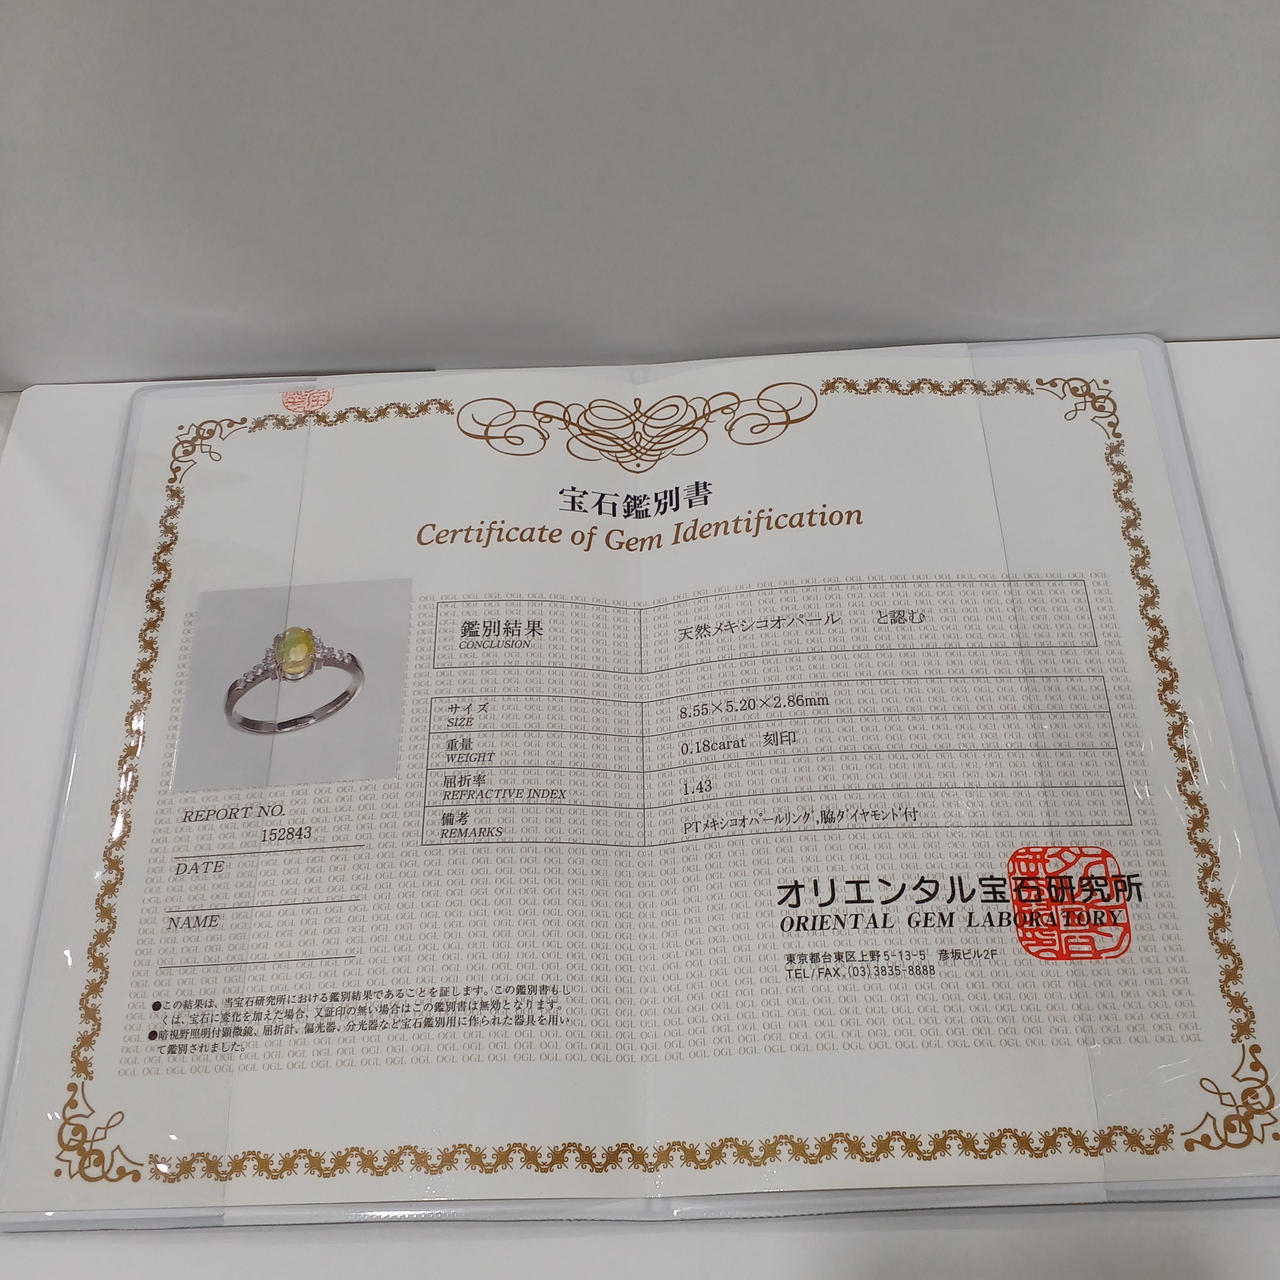 宝石鑑別書
Certificate of Gem Identification
鑑別結果
CONCLUSION
天然メキシコオパール と認む
サイズ
SIZE
8.55×5.20×2.86mm
重量
WEIGHT
0.18carat 刻印
屈折率
REFRACTIVE INDEX
1.43
備考
REMARKS
PTメキシコオパールリング,脇ダイヤモンド付
REPORT NO.
152843
DATE
NAME
オリエンタル宝石研究所
ORIENTAL GEM LABORATORY
東京都台東区上野5-13-5 彦坂ビル2F
TEL/FAX.(03)3835-8888
●この結果は、当宝石研究所における鑑別結果であることを証します。この鑑別書もし
くは、宝石に変化を加えた場合、又証印の無い場合はこの鑑別書は無効となります。
●暗視野照明付顕微鏡、屈折計、偏光器、分光器など宝石鑑別用に作られた器具を用い
て鑑別されました。